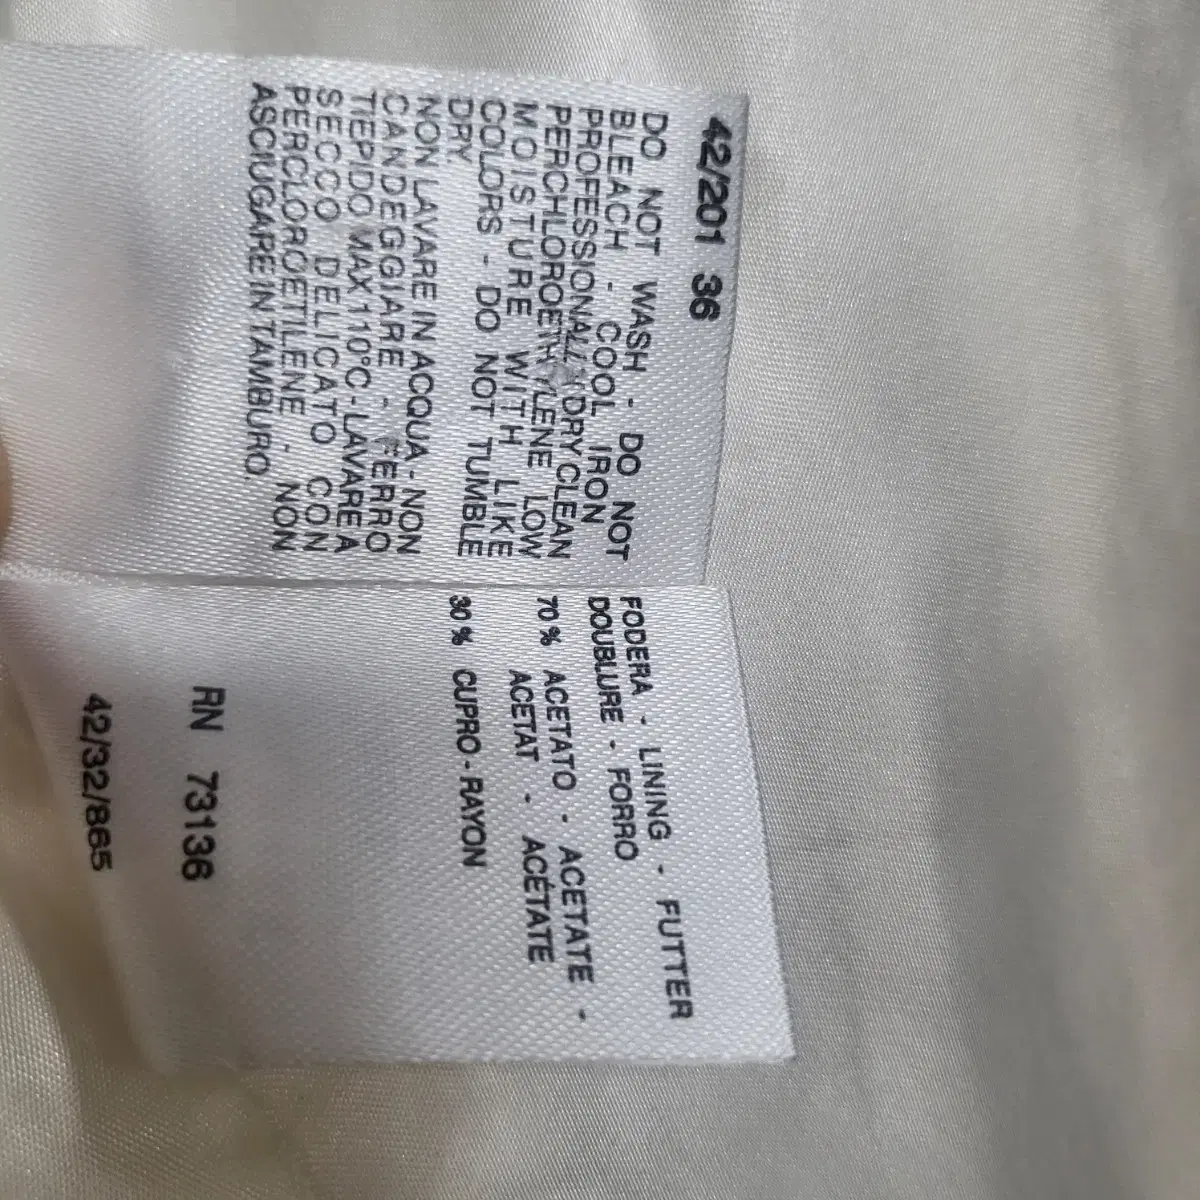 42/201 36
DO NOT WASH - DO NOT
BLEACH - COOL IRON
PROFESSIONALLY DRY CLEAN
PERCHLOROETHYLENE LOW
MOISTURE WITH LIKE
COLORS - DO NOT TUMBLE
DRY.
NON LAVARE IN ACQUA - NON
CANDEGGIARE - FERRO
TIEPIDO MAX 110°C - LAVARE A
SECCO DELICATO CON
PERCLOROETILENE - NON
ASCIUGARE IN TAMBURO.
FODERA - LINING - FUTTER
DOUBLURE - FORRO
70% ACETATO - ACETATE -
ACETAT - ACÉTATE
30% CUPRO - RAYON
RN 73136
42/32/865